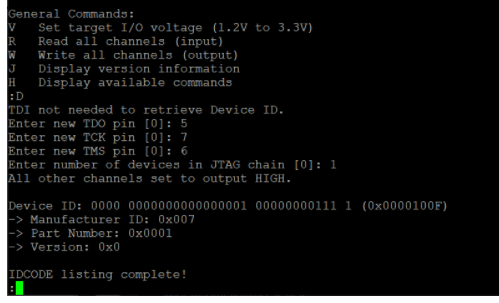 General Commands:
V   Set target I/O voltage (1.2V to 3.3V)
R   Read all channels (input)
W   Write all channels (output)
J   Display version information
H   Display available commands
:D
TDI not needed to retrieve Device ID.
Enter new TDO pin [0]: 5
Enter new TCK pin [0]: 7
Enter new TMS pin [0]: 6
Enter number of devices in JTAG chain [0]: 1
All other channels set to output HIGH.
Device ID: 0000 0000000000000001 00000000111 1 (0x0000100F)
-> Manufacturer ID: 0x007
-> Part Number: 0x0001
-> Version: 0x0
IDCODE listing complete!
: